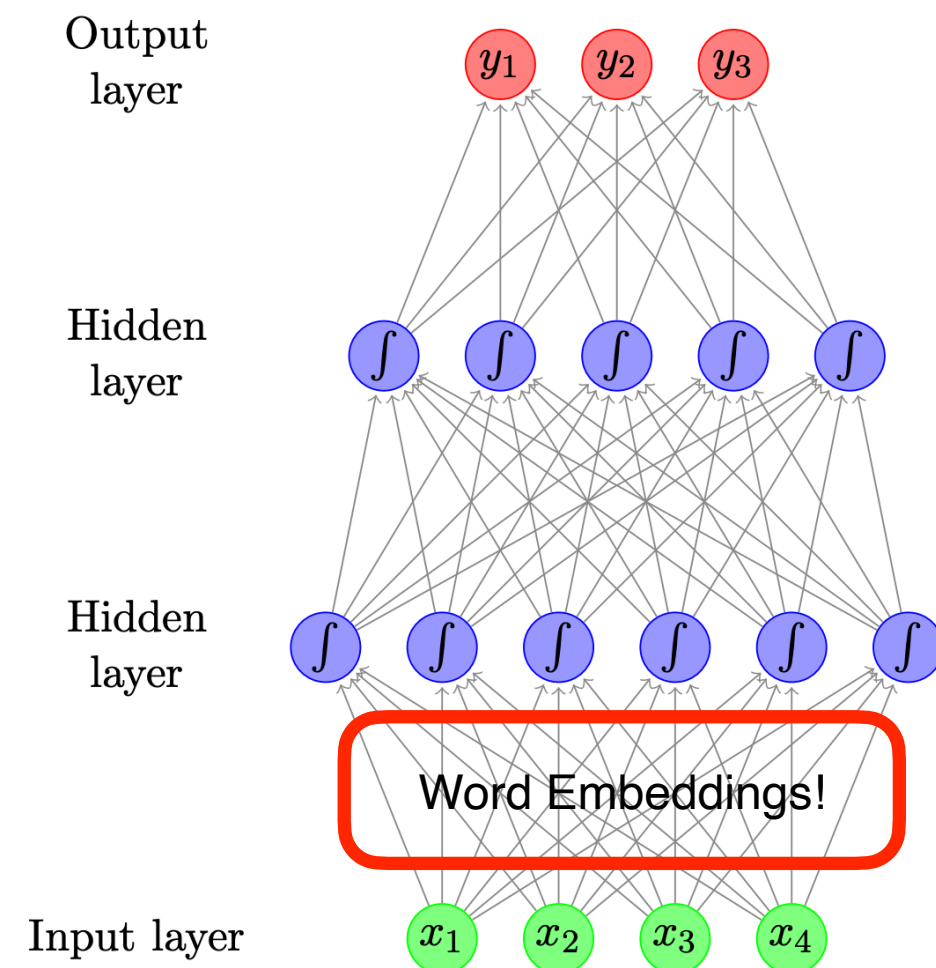 Output
layer
y₁ y₂ y₃
Hidden
layer
∫ ∫ ∫ ∫ ∫
Hidden
layer
∫ ∫ ∫ ∫ ∫ ∫
Word Embeddings!
Input layer
x₁ x₂ x₃ x₄